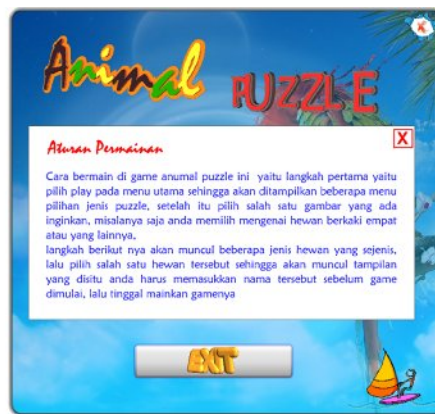 X
Animal PUZZLE
Aturan Permainan
X
Cara bermain di game anumal puzzle ini yaitu langkah pertama yaitu
pilih play pada menu utama sehingga akan ditampilkan beberapa menu
pilihan jenis puzzle, setelah itu pilih salah satu gambar yang ada
inginkan, misalanya saja anda memilih mengenai hewan berkaki empat
atau yang lainnya,
langkah berikut nya akan muncul beberapa jenis hewan yang sejenis,
lalu pilih salah satu hewan tersebut sehingga akan muncul tampilan
yang disitu anda harus memasukkan nama tersebut sebelum game
dimulai, lalu tinggal mainkan gamenya
EXIT